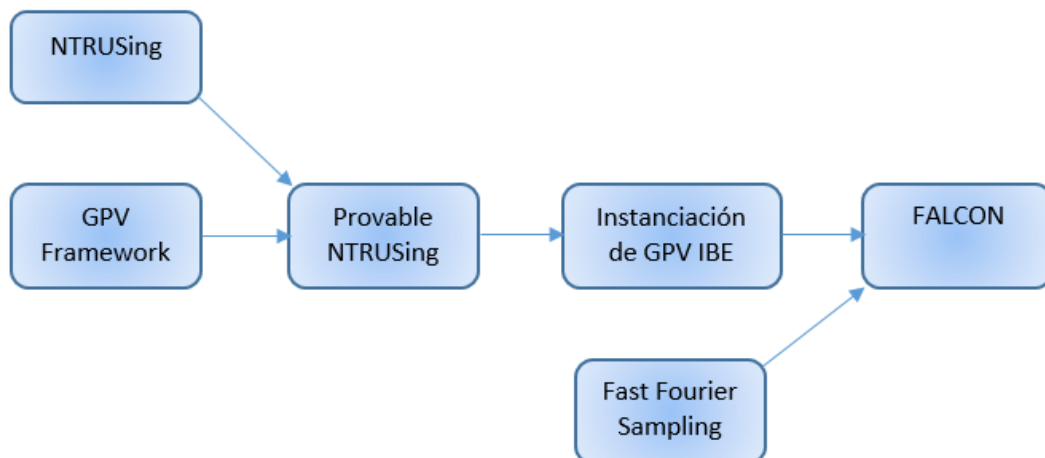 NTRUSing
GPV
Framework
Provable
NTRUSing
Instanciación
de GPV IBE
FALCON
Fast Fourier
Sampling